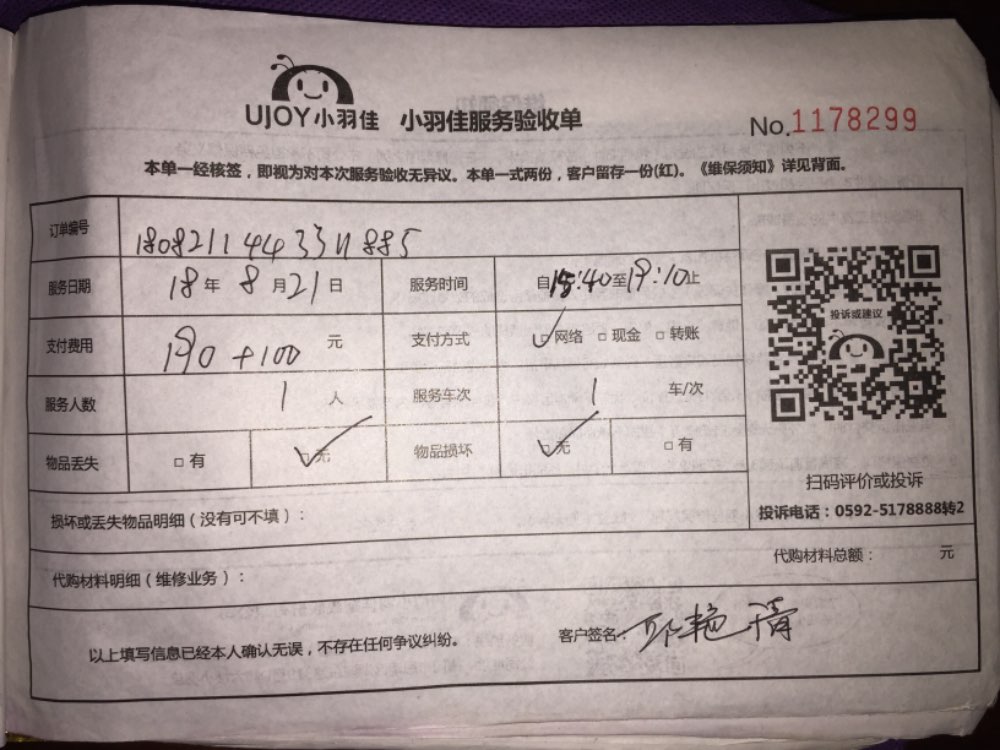 UJOY小羽佳 小羽佳服务验收单 No.1178299
本单一经核签，即视为对本次服务验收无异议。本单一式两份，客户留存一份(红)。《维保须知》详见背面。
订单编号
服务日期 18年 8月21日 服务时间 自15:40至19:10止
支付费用 190+100 元 支付方式 ☑网络 □现金 □转账
服务人数 1 人 服务车次 1 车/次
物品丢失 □有 ☑无 物品损坏 ☑无 □有
投诉或建议
扫码评价或投诉
投诉电话：0592-5178888转2
损坏或丢失物品明细（没有可不填）：
代购材料明细（维修业务）： 代购材料总额： 元
以上填写信息已经本人确认无误，不存在任何争议纠纷。 客户签名：